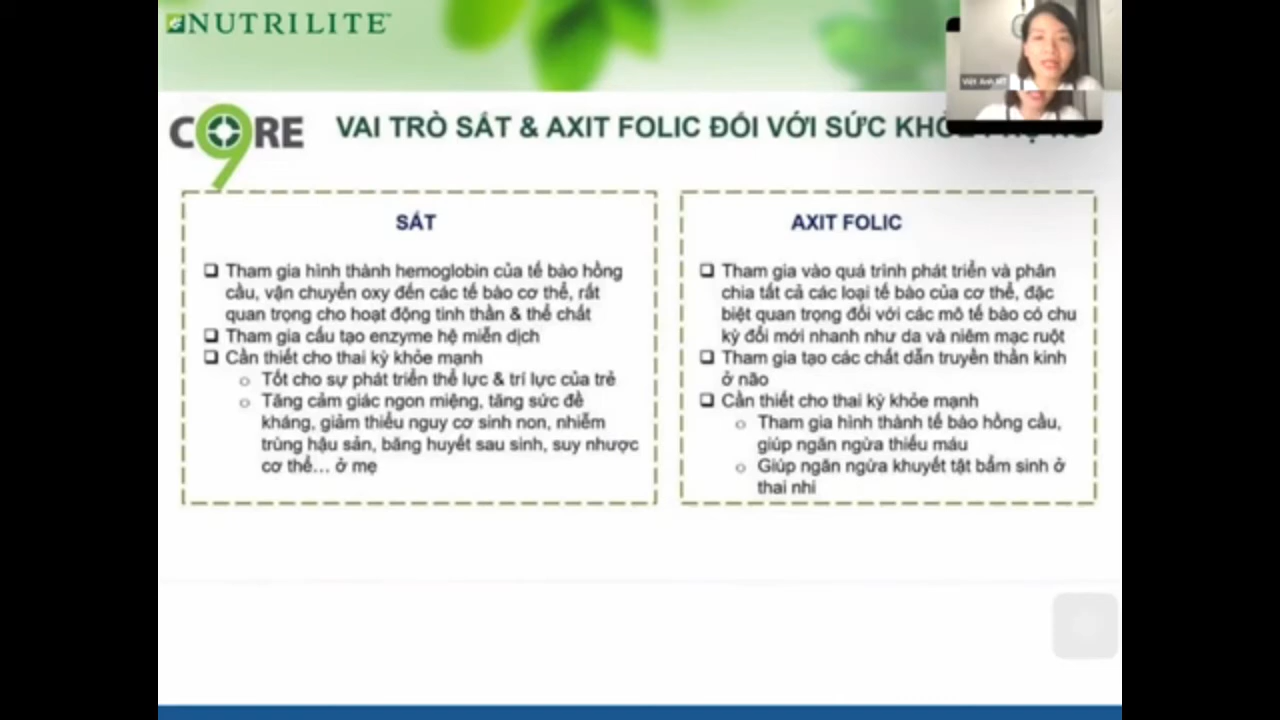 NUTRILITE
Việt Anh NT
CORE
9
VAI TRÒ SẮT & AXIT FOLIC ĐỐI VỚI SỨC
SẮT
❑ Tham gia hình thành hemoglobin của tế bào hồng
cầu, vận chuyển oxy đến các tế bào cơ thể, rất
quan trọng cho hoạt động tinh thần & thể chất
❑ Tham gia cấu tạo enzyme hệ miễn dịch
❑ Cần thiết cho thai kỳ khỏe mạnh
o Tốt cho sự phát triển thể lực & trí lực của trẻ
o Tăng cảm giác ngon miệng, tăng sức đề
kháng, giảm thiểu nguy cơ sinh non, nhiễm
trùng hậu sản, băng huyết sau sinh, suy nhược
cơ thể... ở mẹ
AXIT FOLIC
❑ Tham gia vào quá trình phát triển và phân
chia tất cả các loại tế bào của cơ thể, đặc
biệt quan trọng đối với các mô tế bào có chu
kỳ đổi mới nhanh như da và niêm mạc ruột
❑ Tham gia tạo các chất dẫn truyền thần kinh
ở não
❑ Cần thiết cho thai kỳ khỏe mạnh
o Tham gia hình thành tế bào hồng cầu,
giúp ngăn ngừa thiếu máu
o Giúp ngăn ngừa khuyết tật bẩm sinh ở
thai nhi